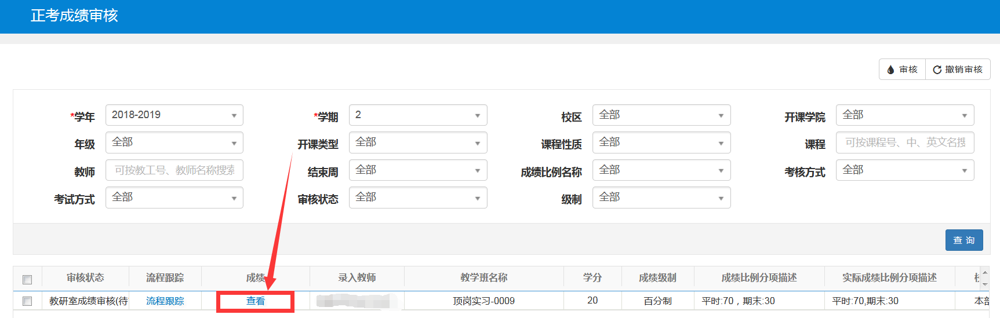 正考成绩审核
审核 撤销审核
*学年 2018-2019 *学期 2 校区 全部 开课学院 全部
年级 全部 开课类型 全部 课程性质 全部 课程 可按课程号、中、英文名搜
教师 可按教工号、教师名称搜索 结束周 全部 成绩比例名称 全部 考核方式 全部
考试方式 全部 审核状态 全部 级制 全部
查 询
审核状态 流程跟踪 成绩 录入教师 教学班名称 学分 成绩级制 成绩比例分项描述 实际成绩比例分项描述
教研室成绩审核(待 流程跟踪 查看 顶岗实习-0009 20 百分制 平时:70，期末:30 平时:70,期末:30 本部